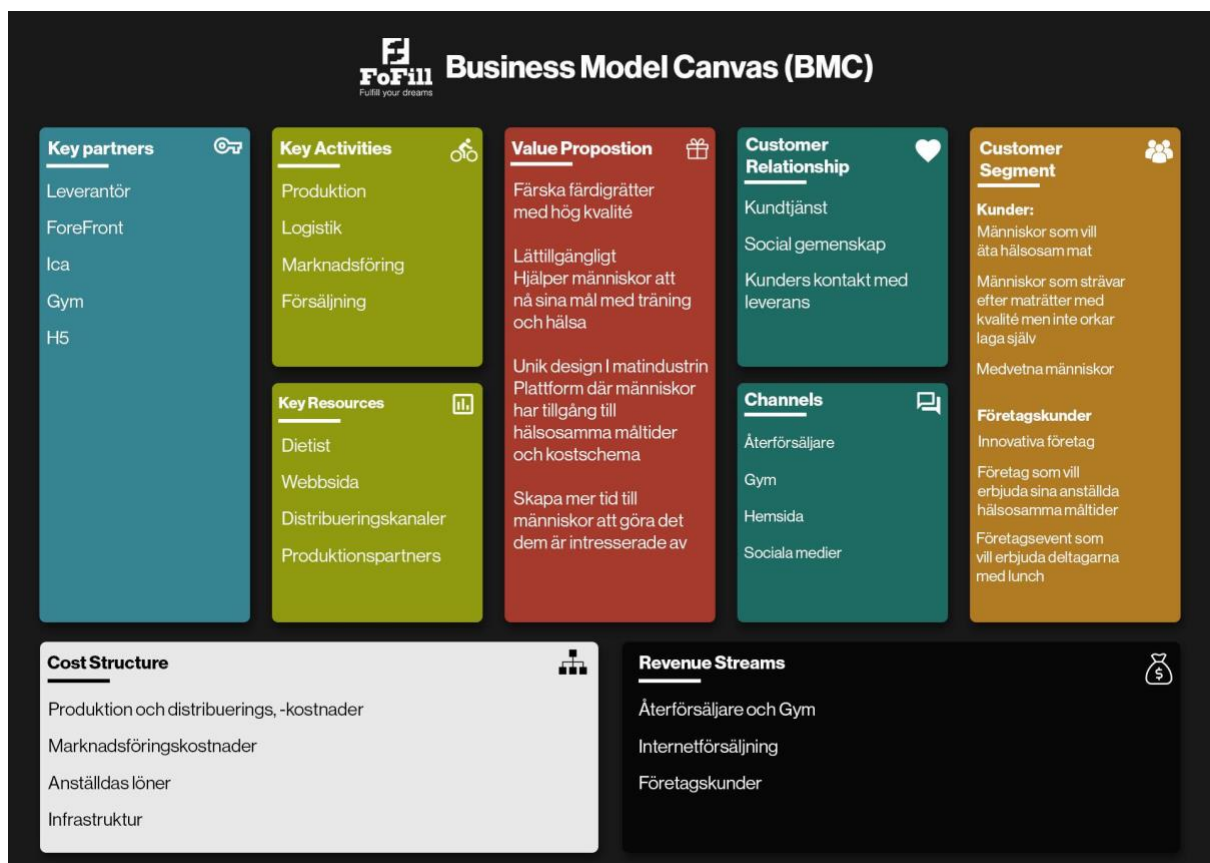 FoFill
Fulfill your dreams
Business Model Canvas (BMC)
Key partners
Leverantör
ForeFront
Ica
Gym
H5
Key Activities
Produktion
Logistik
Marknadsföring
Försäljning
Key Resources
Dietist
Webbsida
Distribueringskanaler
Produktionspartners
Value Propostion
Färska färdigrätter
med hög kvalité
Lättillgängligt
Hjälper människor att
nå sina mål med träning
och hälsa
Unik design I matindustrin
Plattform där människor
har tillgång till
hälsosamma måltider
och kostschema
Skapa mer tid till
människor att göra det
dem är intresserade av
Customer
Relationship
Kundtjänst
Social gemenskap
Kunders kontakt med
leverans
Channels
Återförsäljare
Gym
Hemsida
Sociala medier
Customer
Segment
Kunder:
Människor som vill
äta hälsosam mat
Människor som strävar
efter maträtter med
kvalité men inte orkar
laga själv
Medvetna människor
Företagskunder
Innovativa företag
Företag som vill
erbjuda sina anställda
hälsosamma måltider
Företagsevent som
vill erbjuda deltagarna
med lunch
Cost Structure
Produktion och distribuerings, -kostnader
Marknadsföringskostnader
Anställdas löner
Infrastruktur
Revenue Streams
$
Återförsäljare och Gym
Internetförsäljning
Företagskunder